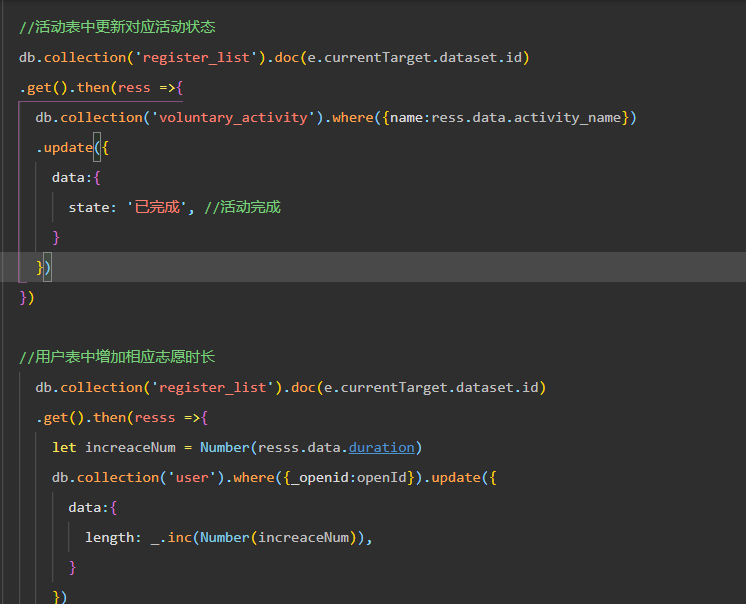 //活动表中更新对应活动状态
db.collection('register_list').doc(e.currentTarget.dataset.id)
.get().then(ress =>{
db.collection('voluntary_activity').where({name:ress.data.activity_name})
.update({
data:{
state: '已完成', //活动完成
}
})
})
//用户表中增加相应志愿时长
db.collection('register_list').doc(e.currentTarget.dataset.id)
.get().then(resss =>{
let increaceNum = Number(resss.data.duration)
db.collection('user').where({_openid:openId}).update({
data:{
length: _.inc(Number(increaceNum)),
}
})